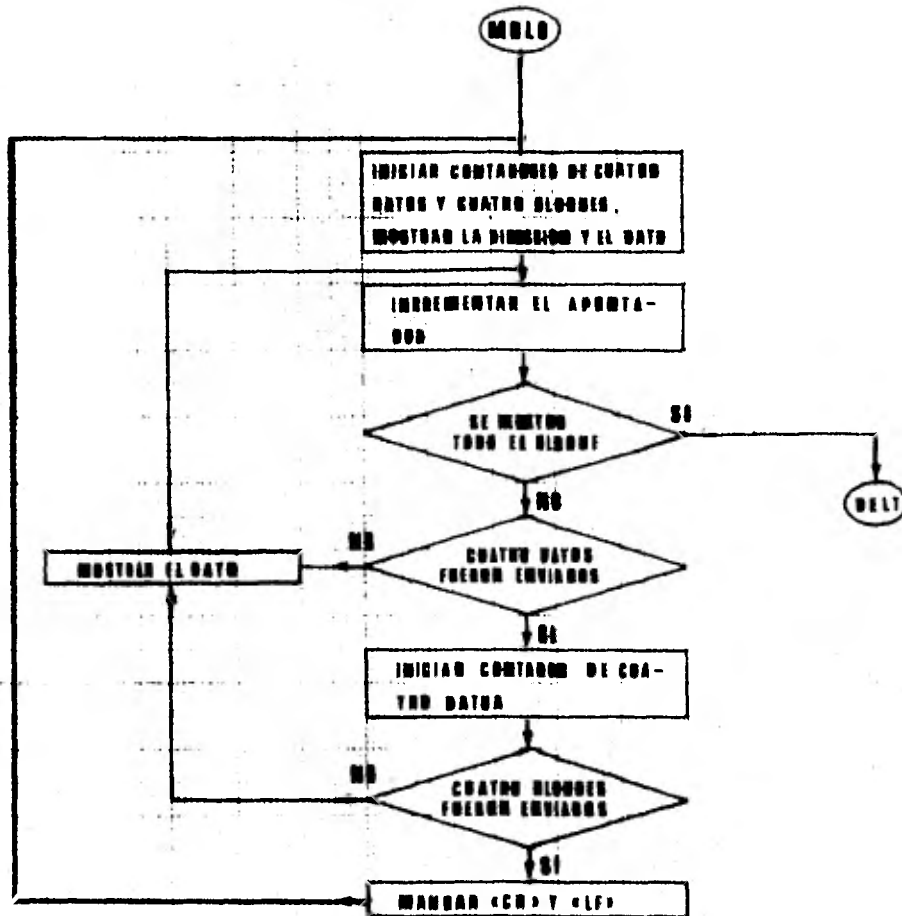 MBLO
INICIAR CONTADORES DE CUATRO
DATOS Y CUATRO BLOQUES,
MOSTRAR LA DIRECCION Y EL DATO
INCREMENTAR EL APUNTA-
DOR
SE MOSTRO
TODO EL BLOQUE
SI
NO
CUATRO DATOS
FUERON ENVIADOS
NO
MOSTRAR EL DATO
SI
INICIAR CONTADOR DE CUA-
TRO DATOS
CUATRO BLOQUES
FUERON ENVIADOS
NO
SÍ
MANDAR «CR» Y «LF»